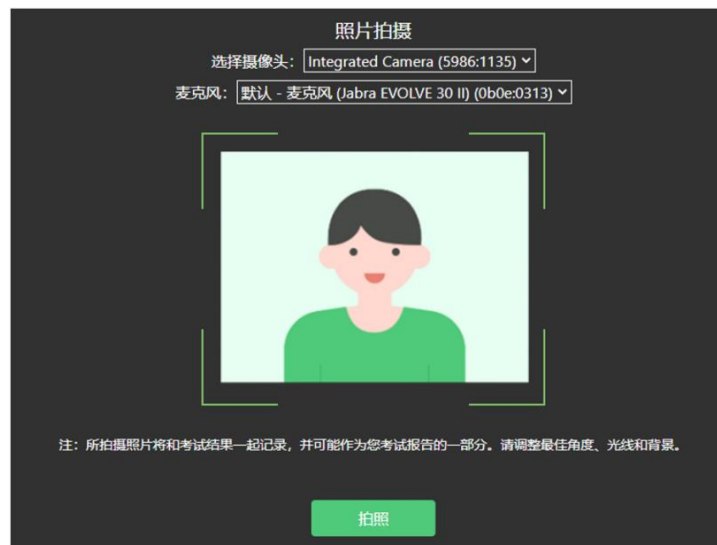 照片拍摄
选择摄像头: Integrated Camera (5986:1135)
麦克风: 默认 - 麦克风 (Jabra EVOLVE 30 II) (0b0e:0313)
注：所拍摄照片将和考试结果一起记录，并可能作为您考试报告的一部分。请调整最佳角度、光线和背景。
拍照